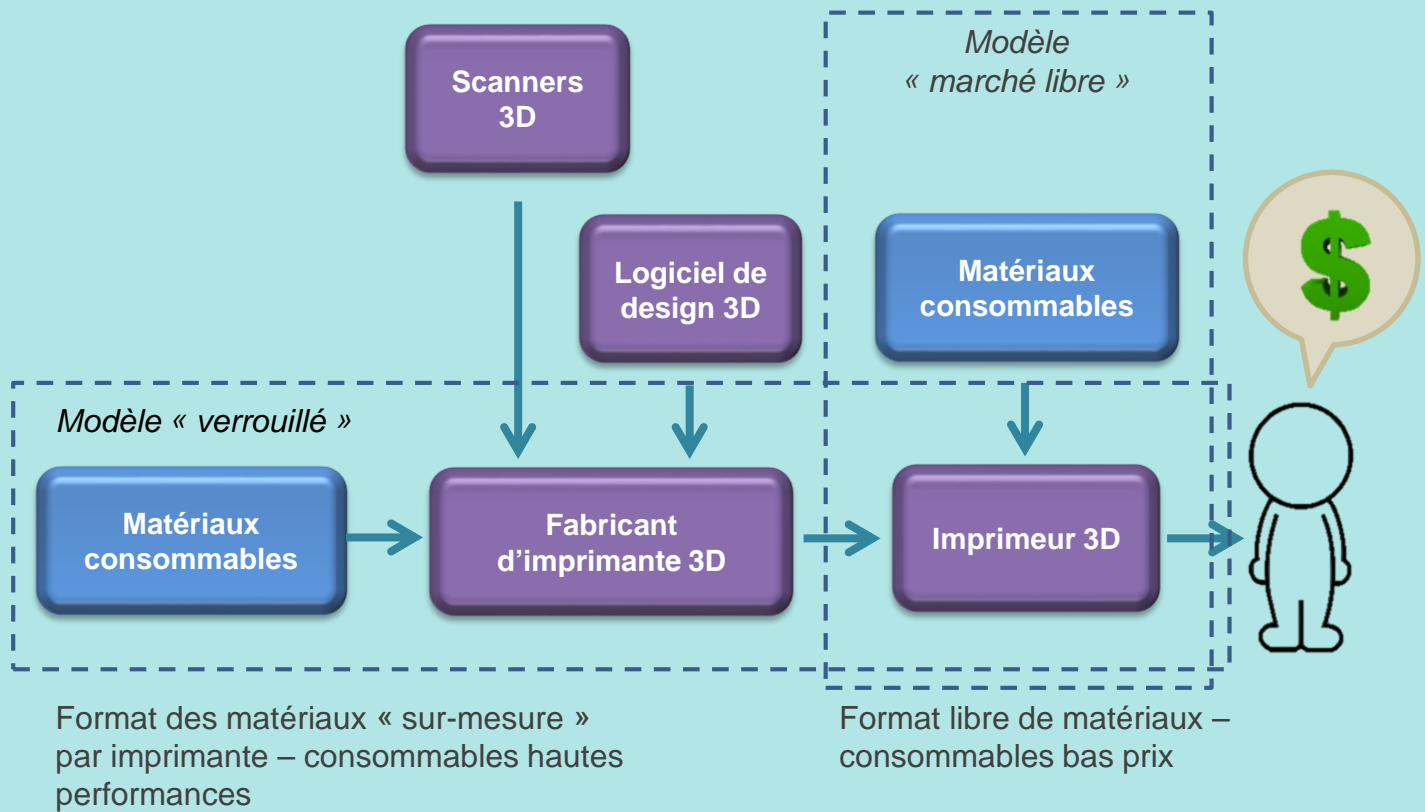 Scanners
3D
Modèle
« marché libre »
Logiciel de
design 3D
Matériaux
consommables
$
Modèle « verrouillé »
Matériaux
consommables
Fabricant
d’imprimante 3D
Imprimeur 3D
Format des matériaux « sur-mesure »
par imprimante – consommables hautes
performances
Format libre de matériaux –
consommables bas prix